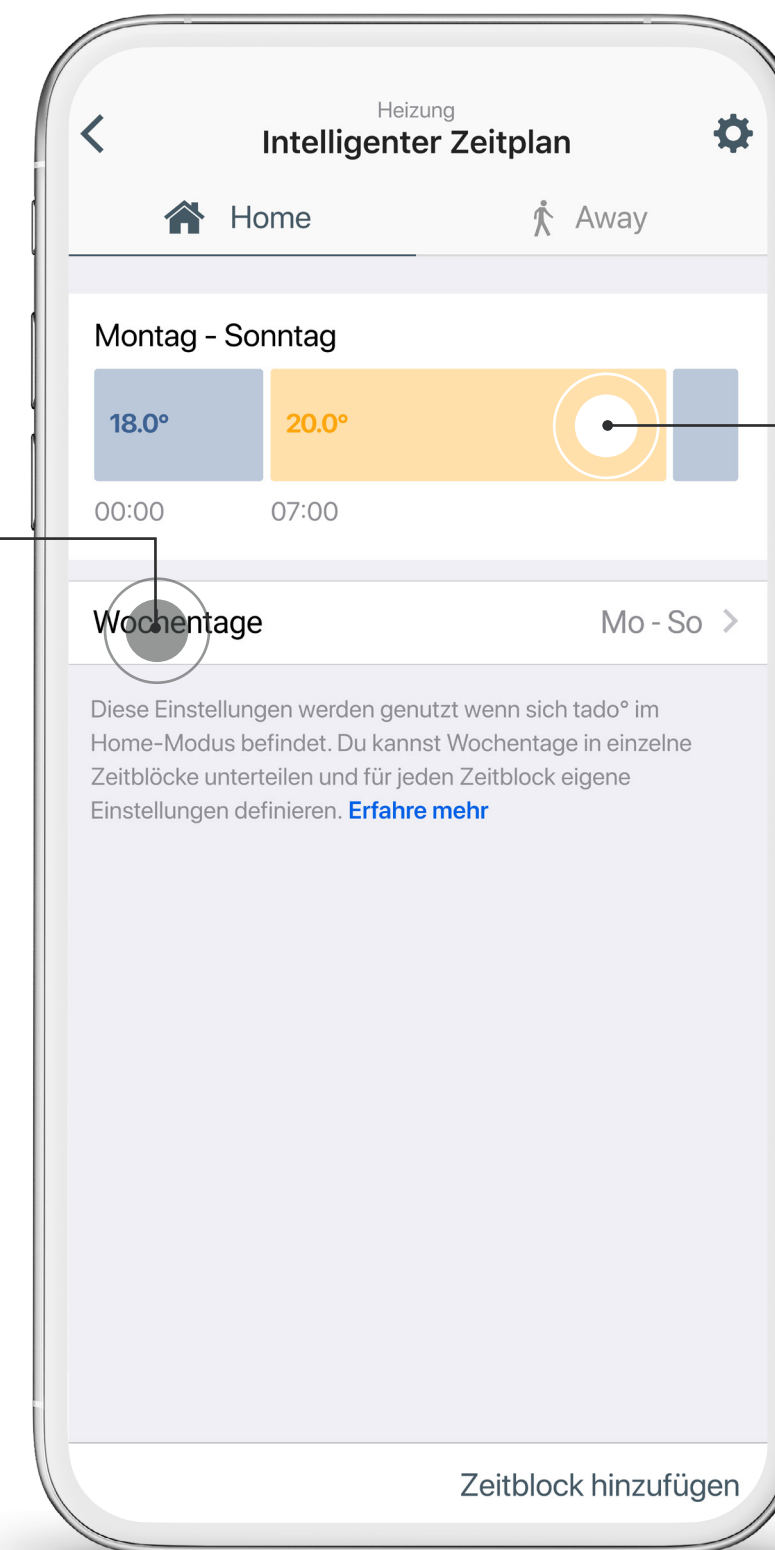 Heizung
Intelligenter Zeitplan
Home
Away
Montag - Sonntag
18.0°
20.0°
00:00
07:00
Wochentage
Mo - So
Diese Einstellungen werden genutzt wenn sich tado° im
Home-Modus befindet. Du kannst Wochentage in einzelne
Zeitblöcke unterteilen und für jeden Zeitblock eigene
Einstellungen definieren. Erfahre mehr
Zeitblock hinzufügen